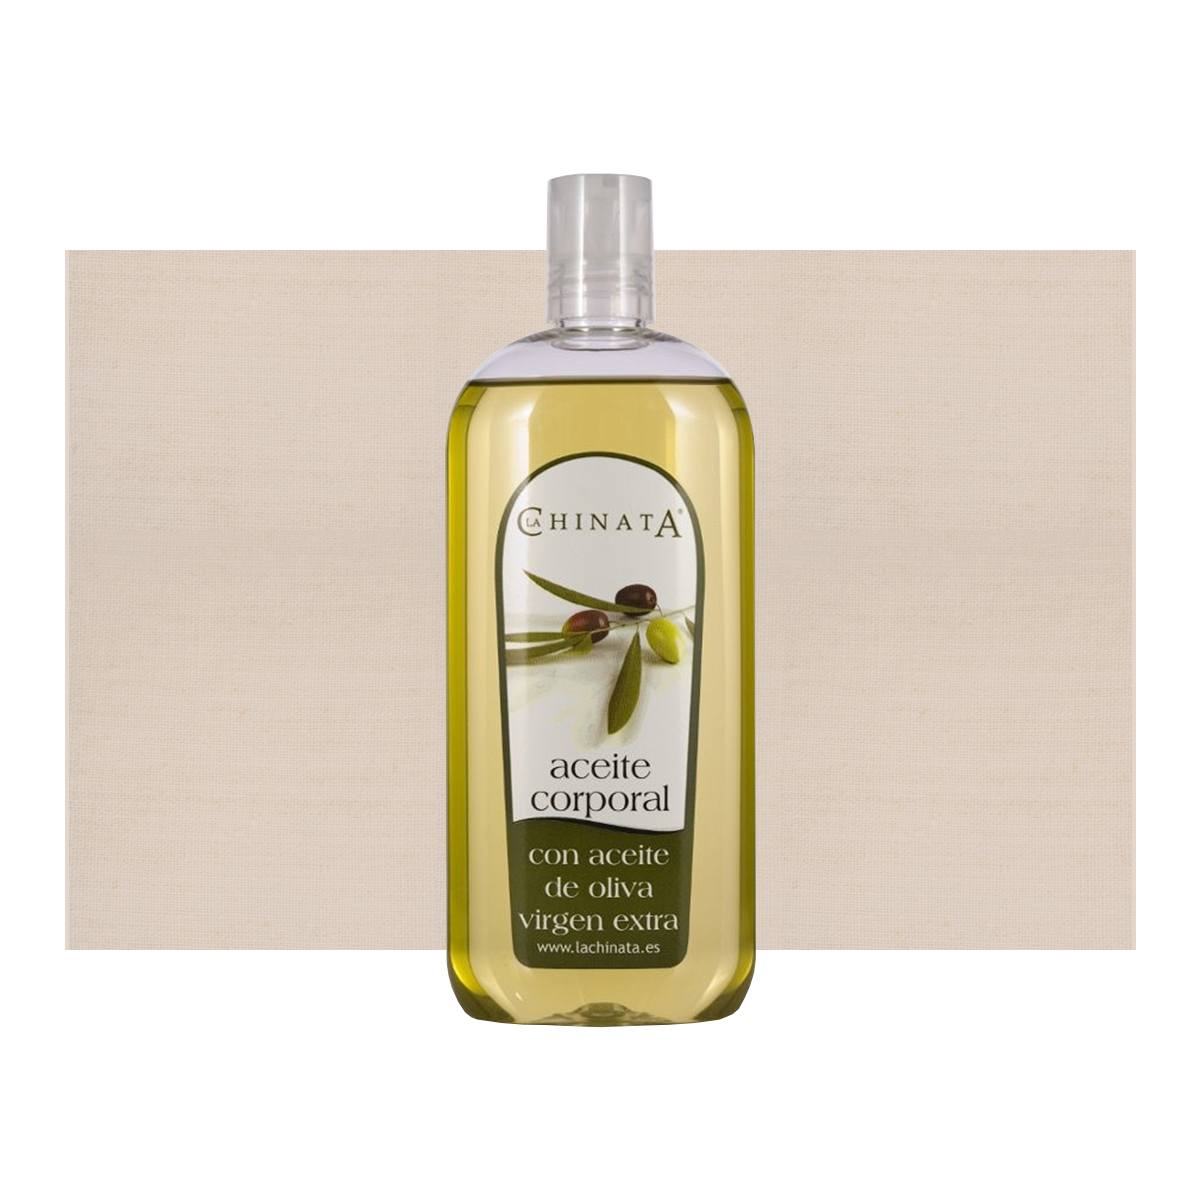 LA CHINATA®
aceite
corporal
con aceite
de oliva
virgen extra
www.lachinata.es